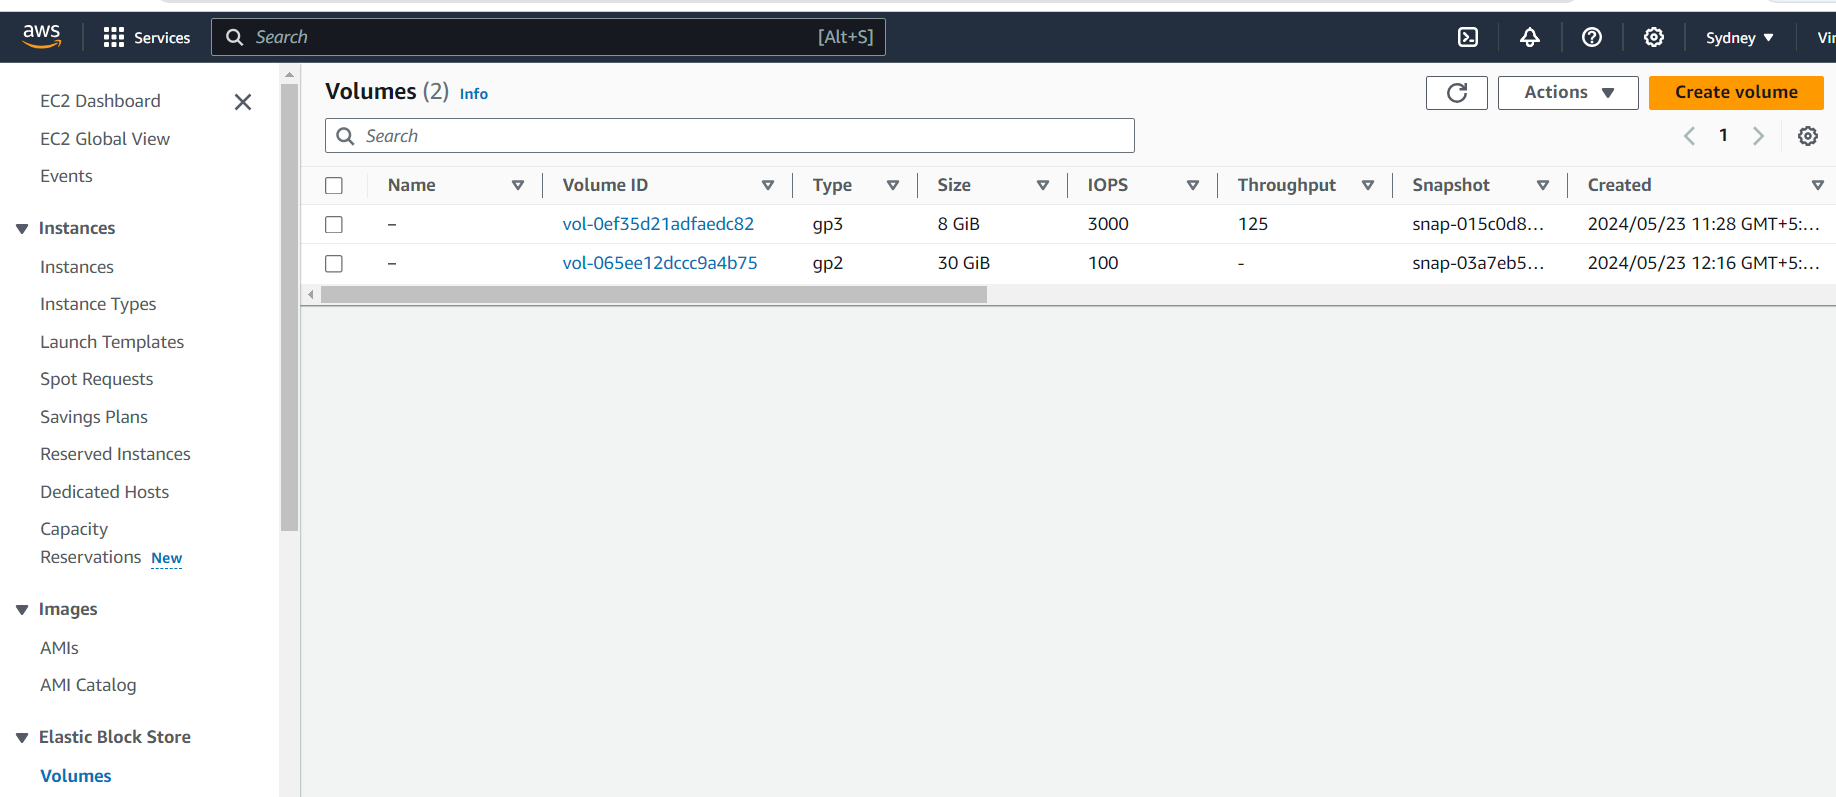 aws
Services
Search
[Alt+S]
Sydney
EC2 Dashboard
EC2 Global View
Events
Instances
Instances
Instance Types
Launch Templates
Spot Requests
Savings Plans
Reserved Instances
Dedicated Hosts
Capacity
Reservations New
Images
AMIs
AMI Catalog
Elastic Block Store
Volumes
Volumes (2) Info
Actions
Create volume
Search
1
Name Volume ID Type Size IOPS Throughput Snapshot Created
– vol-0ef35d21adfaedc82 gp3 8 GiB 3000 125 snap-015c0d8... 2024/05/23 11:28 GMT+5:...
– vol-065ee12dccc9a4b75 gp2 30 GiB 100 - snap-03a7eb5... 2024/05/23 12:16 GMT+5:...